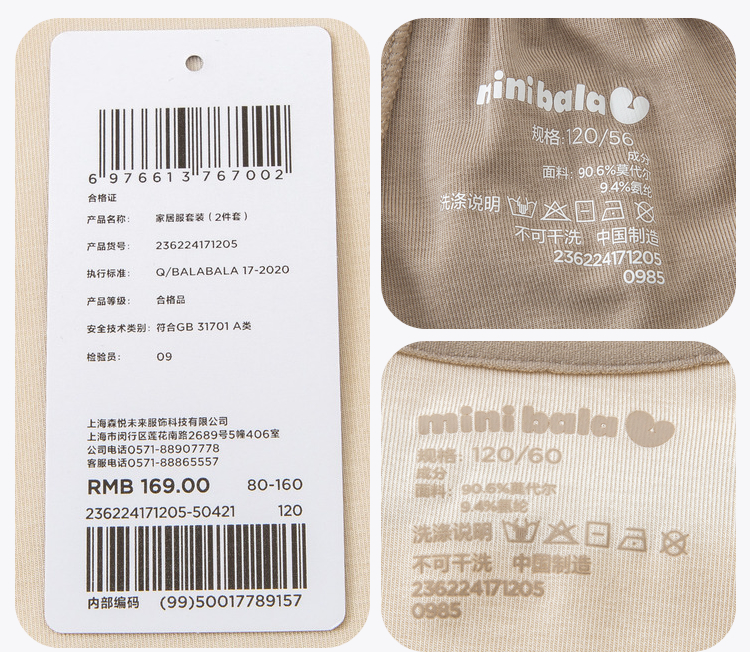 6 976613 767002
合格证
产品名称: 家居服套装（2件套）
产品货号: 236224171205
执行标准: Q/BALABALA 17-2020
产品等级: 合格品
安全技术类别: 符合GB 31701 A类
检验员: 09
上海森悦未来服饰科技有限公司
上海市闵行区莲花南路2689号5幢406室
公司电话0571-88907778
客服电话0571-88865557
RMB 169.00 80-160
236224171205-50421 120
内部编码 (99)50017789157
minibala
规格:120/56
成分
面料: 90.6%莫代尔
9.4%氨纶
洗涤说明
不可干洗 中国制造
236224171205
0985
mini bala
规格: 120/60
成分
面料: 90.6%莫代尔
9.4%氨纶
洗涤说明
不可干洗 中国制造
236224171205
0985